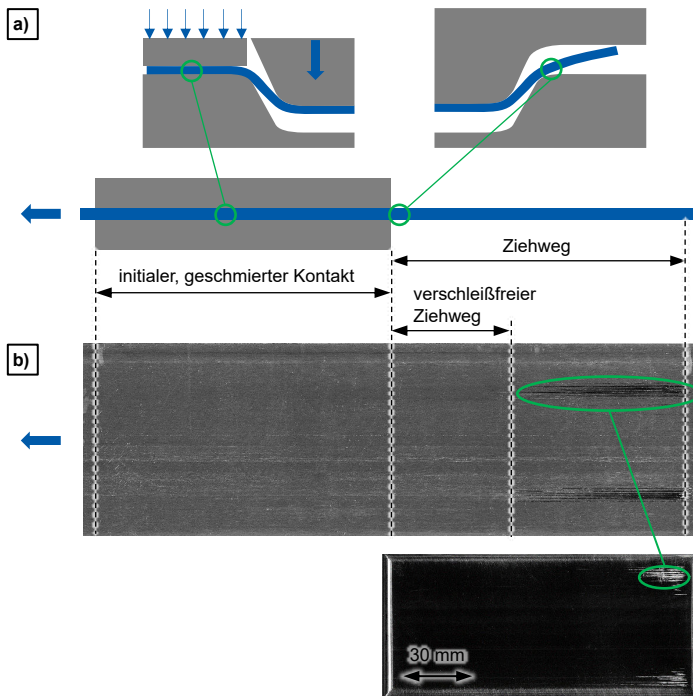 a)
Ziehweg
initialer, geschmierter Kontakt
verschleißfreier
Ziehweg
b)
30 mm